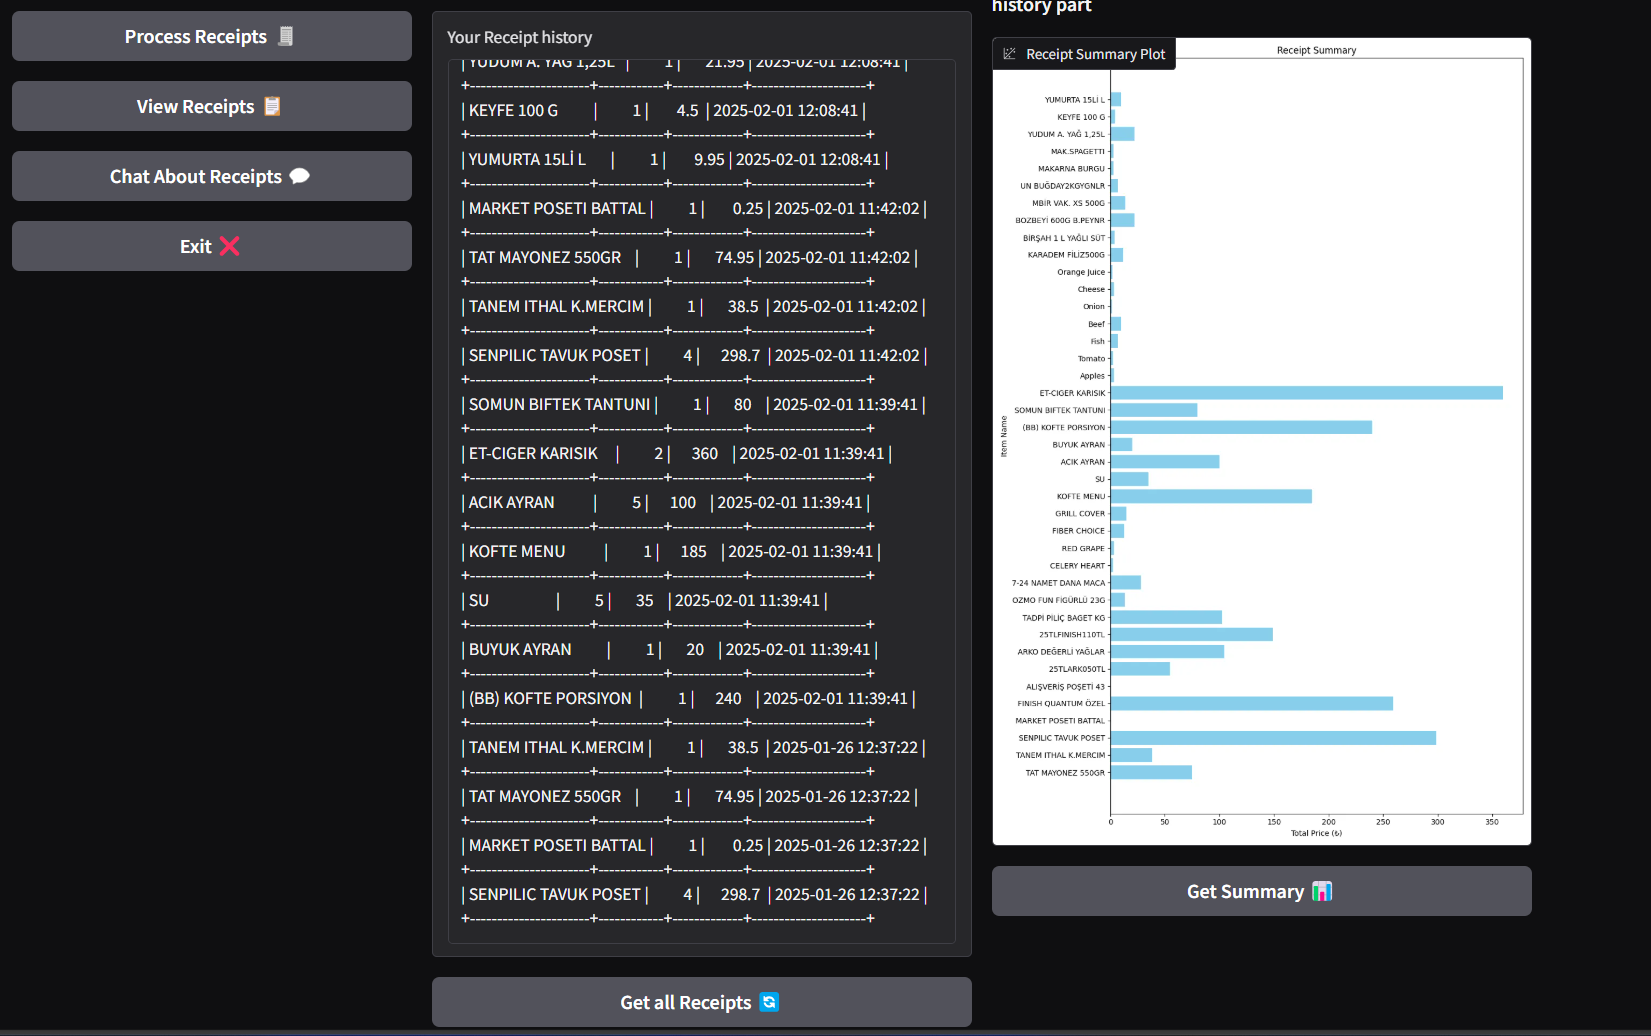 Process Receipts 🧾
View Receipts 📋
Chat About Receipts 💬
Exit ❌
Your Receipt history
| YUDUM A. YAĞ 1,25L | 1 | 21.95 | 2025-02-01 12:08:41 |
+----------------------+------------+-------------+---------------------+
| KEYFE 100 G | 1 | 4.5 | 2025-02-01 12:08:41 |
+----------------------+------------+-------------+---------------------+
| YUMURTA 15Lİ L | 1 | 9.95 | 2025-02-01 12:08:41 |
+----------------------+------------+-------------+---------------------+
| MARKET POSETI BATTAL | 1 | 0.25 | 2025-02-01 11:42:02 |
+----------------------+------------+-------------+---------------------+
| TAT MAYONEZ 550GR | 1 | 74.95 | 2025-02-01 11:42:02 |
+----------------------+------------+-------------+---------------------+
| TANEM ITHAL K.MERCIM | 1 | 38.5 | 2025-02-01 11:42:02 |
+----------------------+------------+-------------+---------------------+
| SENPILIC TAVUK POSET | 4 | 298.7 | 2025-02-01 11:42:02 |
+----------------------+------------+-------------+---------------------+
| SOMUN BIFTEK TANTUNI | 1 | 80 | 2025-02-01 11:39:41 |
+----------------------+------------+-------------+---------------------+
| ET-CIGER KARISIK | 2 | 360 | 2025-02-01 11:39:41 |
+----------------------+------------+-------------+---------------------+
| ACIK AYRAN | 5 | 100 | 2025-02-01 11:39:41 |
+----------------------+------------+-------------+---------------------+
| KOFTE MENU | 1 | 185 | 2025-02-01 11:39:41 |
+----------------------+------------+-------------+---------------------+
| SU | 5 | 35 | 2025-02-01 11:39:41 |
+----------------------+------------+-------------+---------------------+
| BUYUK AYRAN | 1 | 20 | 2025-02-01 11:39:41 |
+----------------------+------------+-------------+---------------------+
| (BB) KOFTE PORSIYON | 1 | 240 | 2025-02-01 11:39:41 |
+----------------------+------------+-------------+---------------------+
| TANEM ITHAL K.MERCIM | 1 | 38.5 | 2025-01-26 12:37:22 |
+----------------------+------------+-------------+---------------------+
| TAT MAYONEZ 550GR | 1 | 74.95 | 2025-01-26 12:37:22 |
+----------------------+------------+-------------+---------------------+
| MARKET POSETI BATTAL | 1 | 0.25 | 2025-01-26 12:37:22 |
+----------------------+------------+-------------+---------------------+
| SENPILIC TAVUK POSET | 4 | 298.7 | 2025-01-26 12:37:22 |
+----------------------+------------+-------------+---------------------+
Get all Receipts 🔄
history part
Receipt Summary Plot
Receipt Summary
YUMURTA 15Lİ L
KEYFE 100 G
YUDUM A. YAĞ 1,25L
MAK.SPAGETTI
MAKARNA BURGU
UN BUĞDAY2KGYGNLR
MBİR VAK. XS 500G
BOZBEYİ 600G B.PEYNR
BİRŞAH 1 L YAĞLI SÜT
KARADEM FİLİZ500G
Orange Juice
Cheese
Onion
Beef
Fish
Tomato
Apples
ET-CIGER KARISIK
SOMUN BIFTEK TANTUNI
(BB) KOFTE PORSIYON
BUYUK AYRAN
ACIK AYRAN
SU
KOFTE MENU
GRILL COVER
FIBER CHOICE
RED GRAPE
CELERY HEART
7-24 NAMET DANA MACA
OZMO FUN FIGÜRLÜ 23G
TADPİ PİLİÇ BAGET KG
25TLFINISH110TL
ARKO DEĞERLİ YAĞLAR
25TLARKO50TL
ALIŞVERİŞ POŞETİ 43
FINISH QUANTUM ÖZEL
MARKET POSETI BATTAL
SENPILIC TAVUK POSET
TANEM ITHAL K.MERCIM
TAT MAYONEZ 550GR
Item Name
0 50 100 150 200 250 300 350
Total Price (₺)
Get Summary 📊